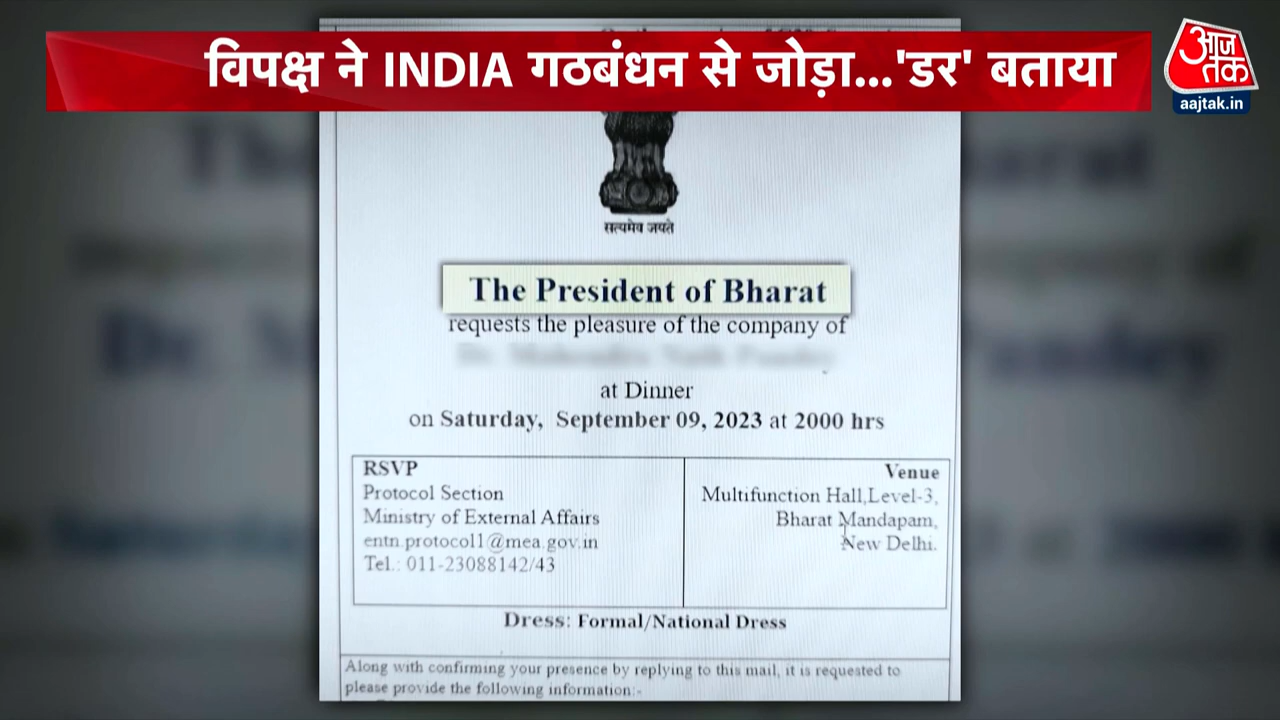 विपक्ष ने INDIA गठबंधन से जोड़ा...'डर' बताया
आज तक
aajtak.in
सत्यमेव जयते
The President of Bharat
requests the pleasure of the company of
at Dinner
on Saturday, September 09, 2023 at 2000 hrs
RSVP
Protocol Section
Ministry of External Affairs
entn.protocol1@mea.gov.in
Tel.: 011-23088142/43
Venue
Multifunction Hall,Level-3,
Bharat Mandapam,
New Delhi.
Dress: Formal/National Dress
Along with confirming your presence by replying to this mail, it is requested to
please provide the following information:-